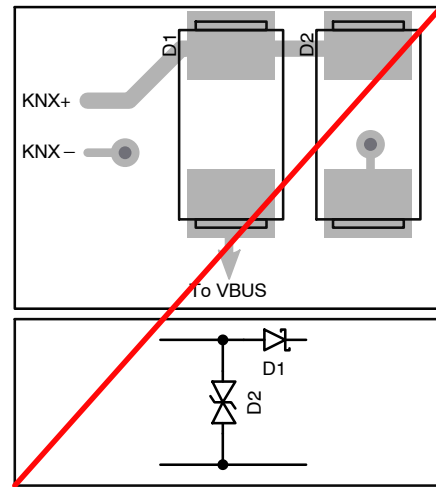 D1
D2
KNX+
KNX−
To VBUS
D1
D2